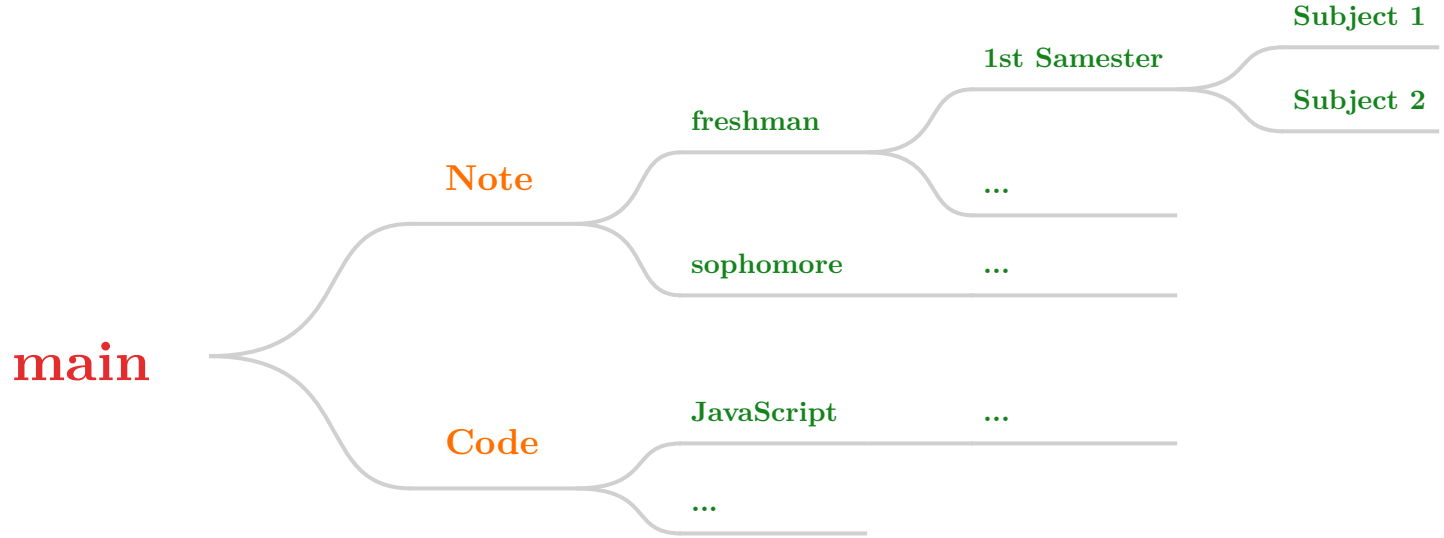 Subject 1
1st Samester
Subject 2
freshman
...
Note
sophomore
...
main
JavaScript
...
Code
...